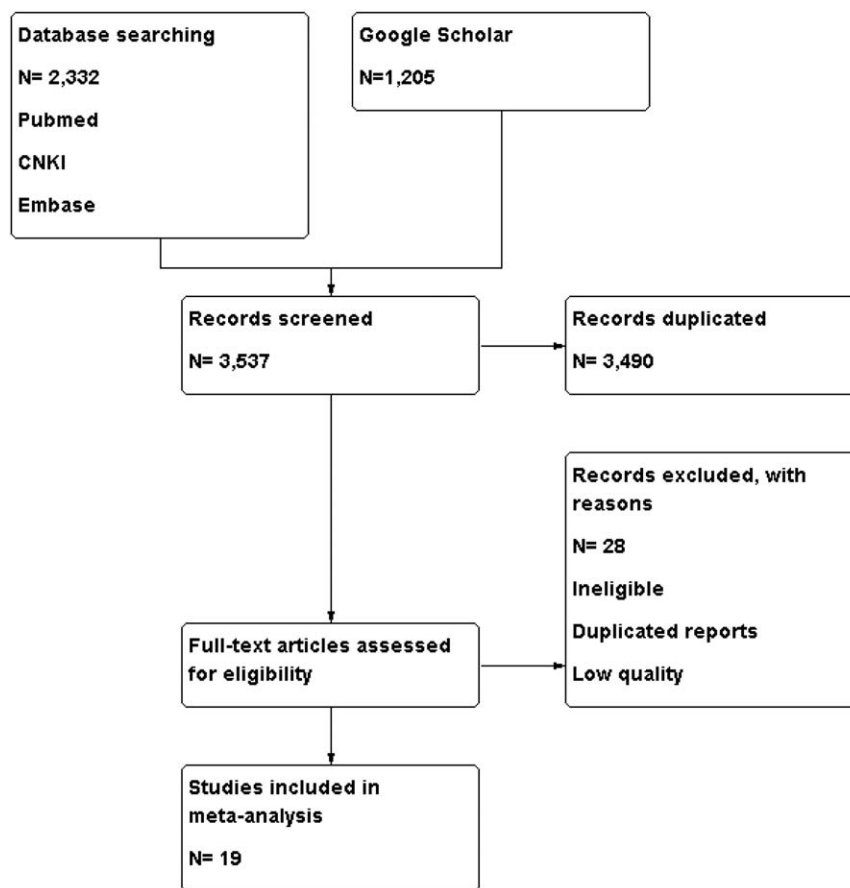 Database searching
N= 2,332
Pubmed
CNKI
Embase
Google Scholar
N=1,205
Records screened
N= 3,537
Records duplicated
N= 3,490
Records excluded, with
reasons
N= 28
Ineligible
Duplicated reports
Low quality
Full-text articles assessed
for eligibility
Studies included in
meta-analysis
N= 19